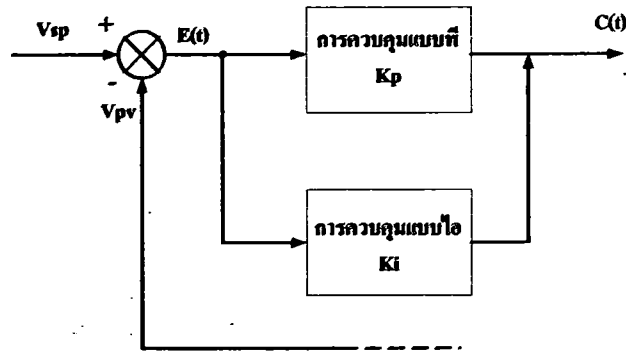 Vsp
+
E(t)
-
Vpv
การควบคุมแบบพี
Kp
C(t)
การควบคุมแบบไอ
Ki